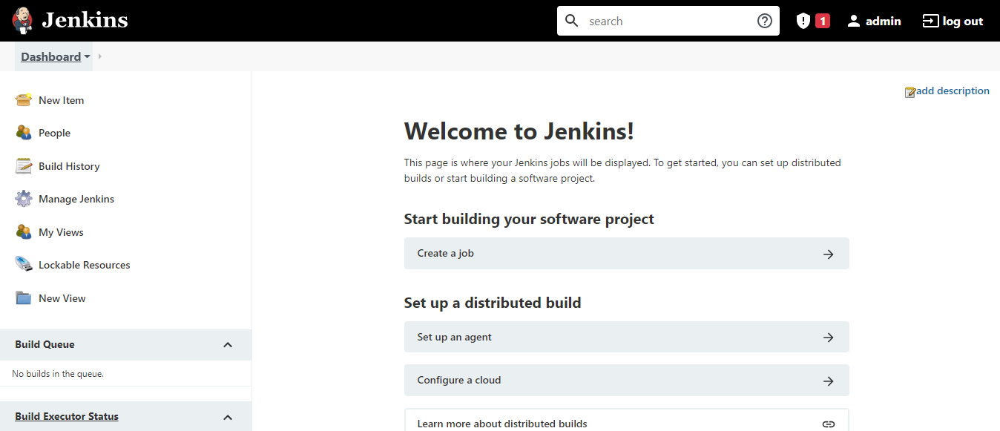 Jenkins
search
1
admin
log out
Dashboard
New Item
People
Build History
Manage Jenkins
My Views
Lockable Resources
New View
Build Queue
No builds in the queue.
Build Executor Status
add description
Welcome to Jenkins!
This page is where your Jenkins jobs will be displayed. To get started, you can set up distributed
builds or start building a software project.
Start building your software project
Create a job
Set up a distributed build
Set up an agent
Configure a cloud
Learn more about distributed builds